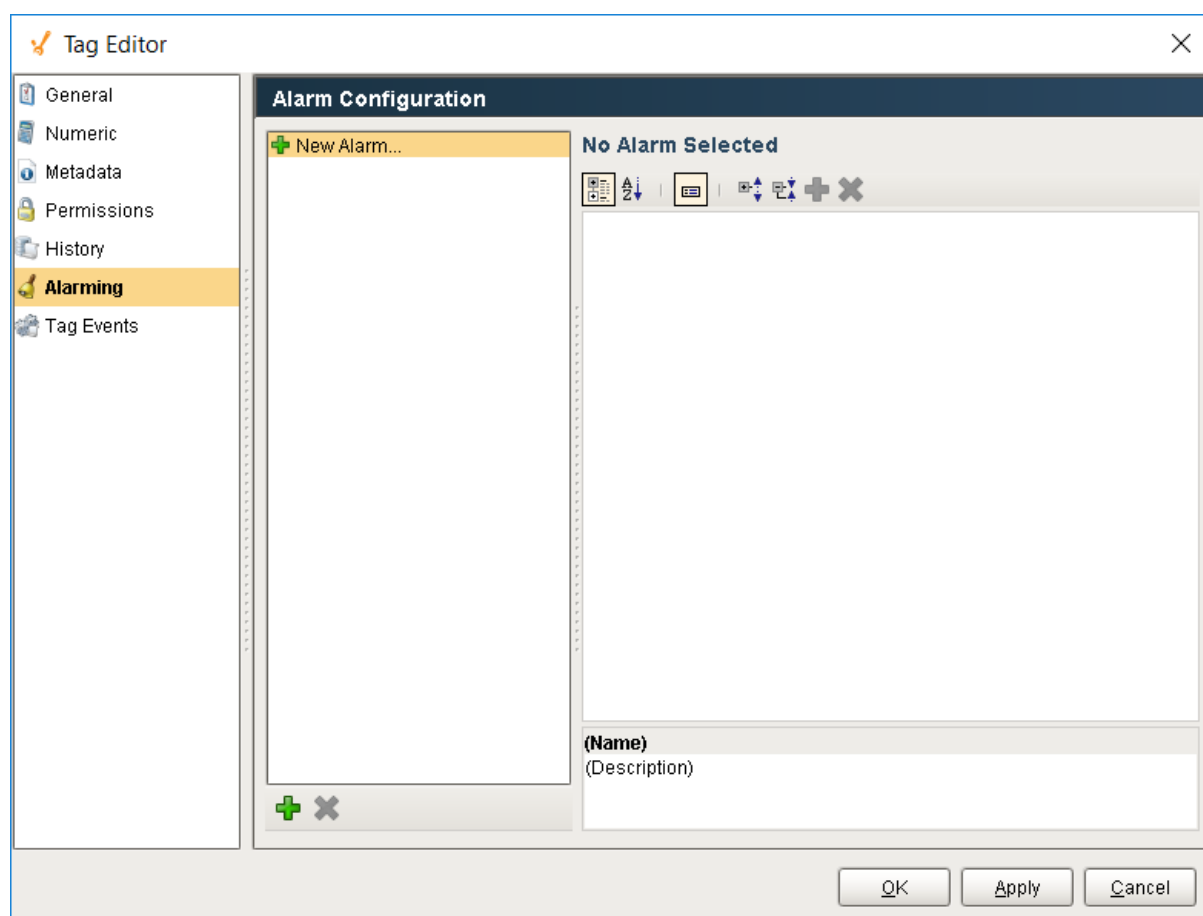 Tag Editor
General
Numeric
Metadata
Permissions
History
Alarming
Tag Events
Alarm Configuration
New Alarm...
No Alarm Selected
A
Z
(Name)
(Description)
OK
Apply
Cancel